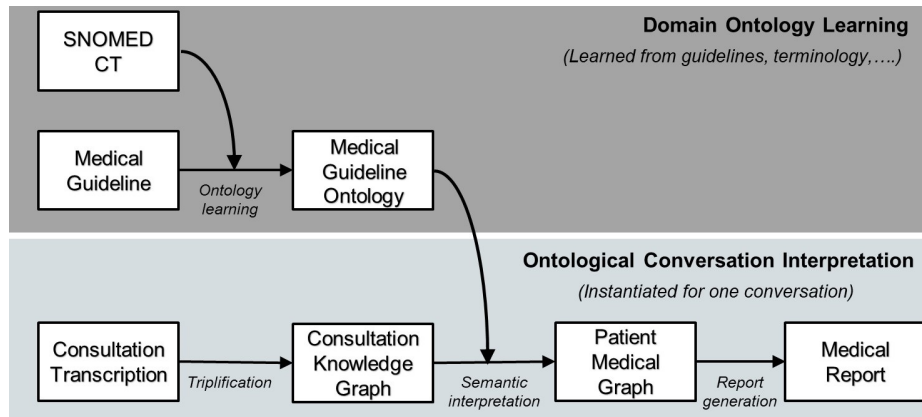 Domain Ontology Learning
(Learned from guidelines, terminology,....)
SNOMED
CT
Medical
Guideline
Ontology
learning
Medical
Guideline
Ontology
Ontological Conversation Interpretation
(Instantiated for one conversation)
Consultation
Transcription
Triplification
Consultation
Knowledge
Graph
Semantic
interpretation
Patient
Medical
Graph
Report
generation
Medical
Report